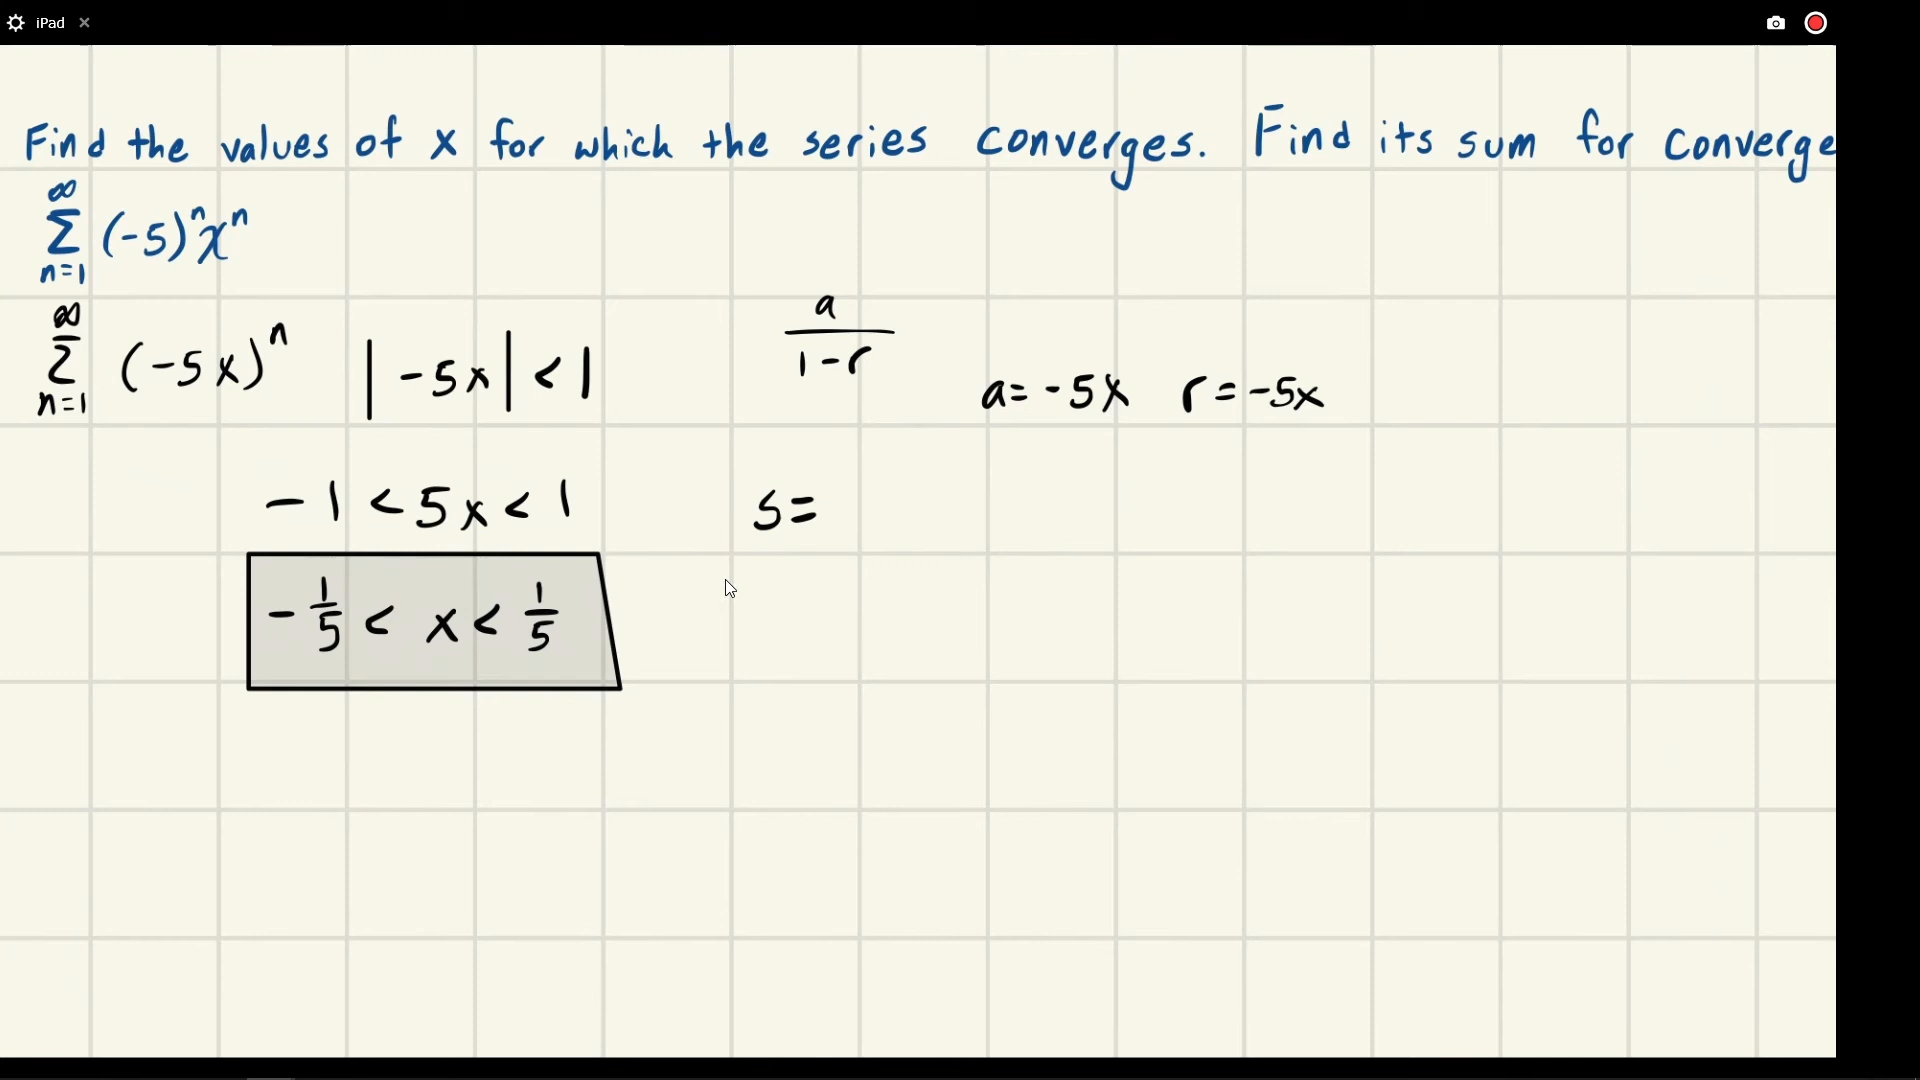 iPad
Find the values of x for which the series converges. Find its sum for converge
∞
Σ (-5)ⁿxⁿ
n=1
∞
Σ (-5x)ⁿ |-5x| < 1
n=1
a
1-r
a= -5x r= -5x
-1 < 5x < 1
s=
-1/5 < x < 1/5